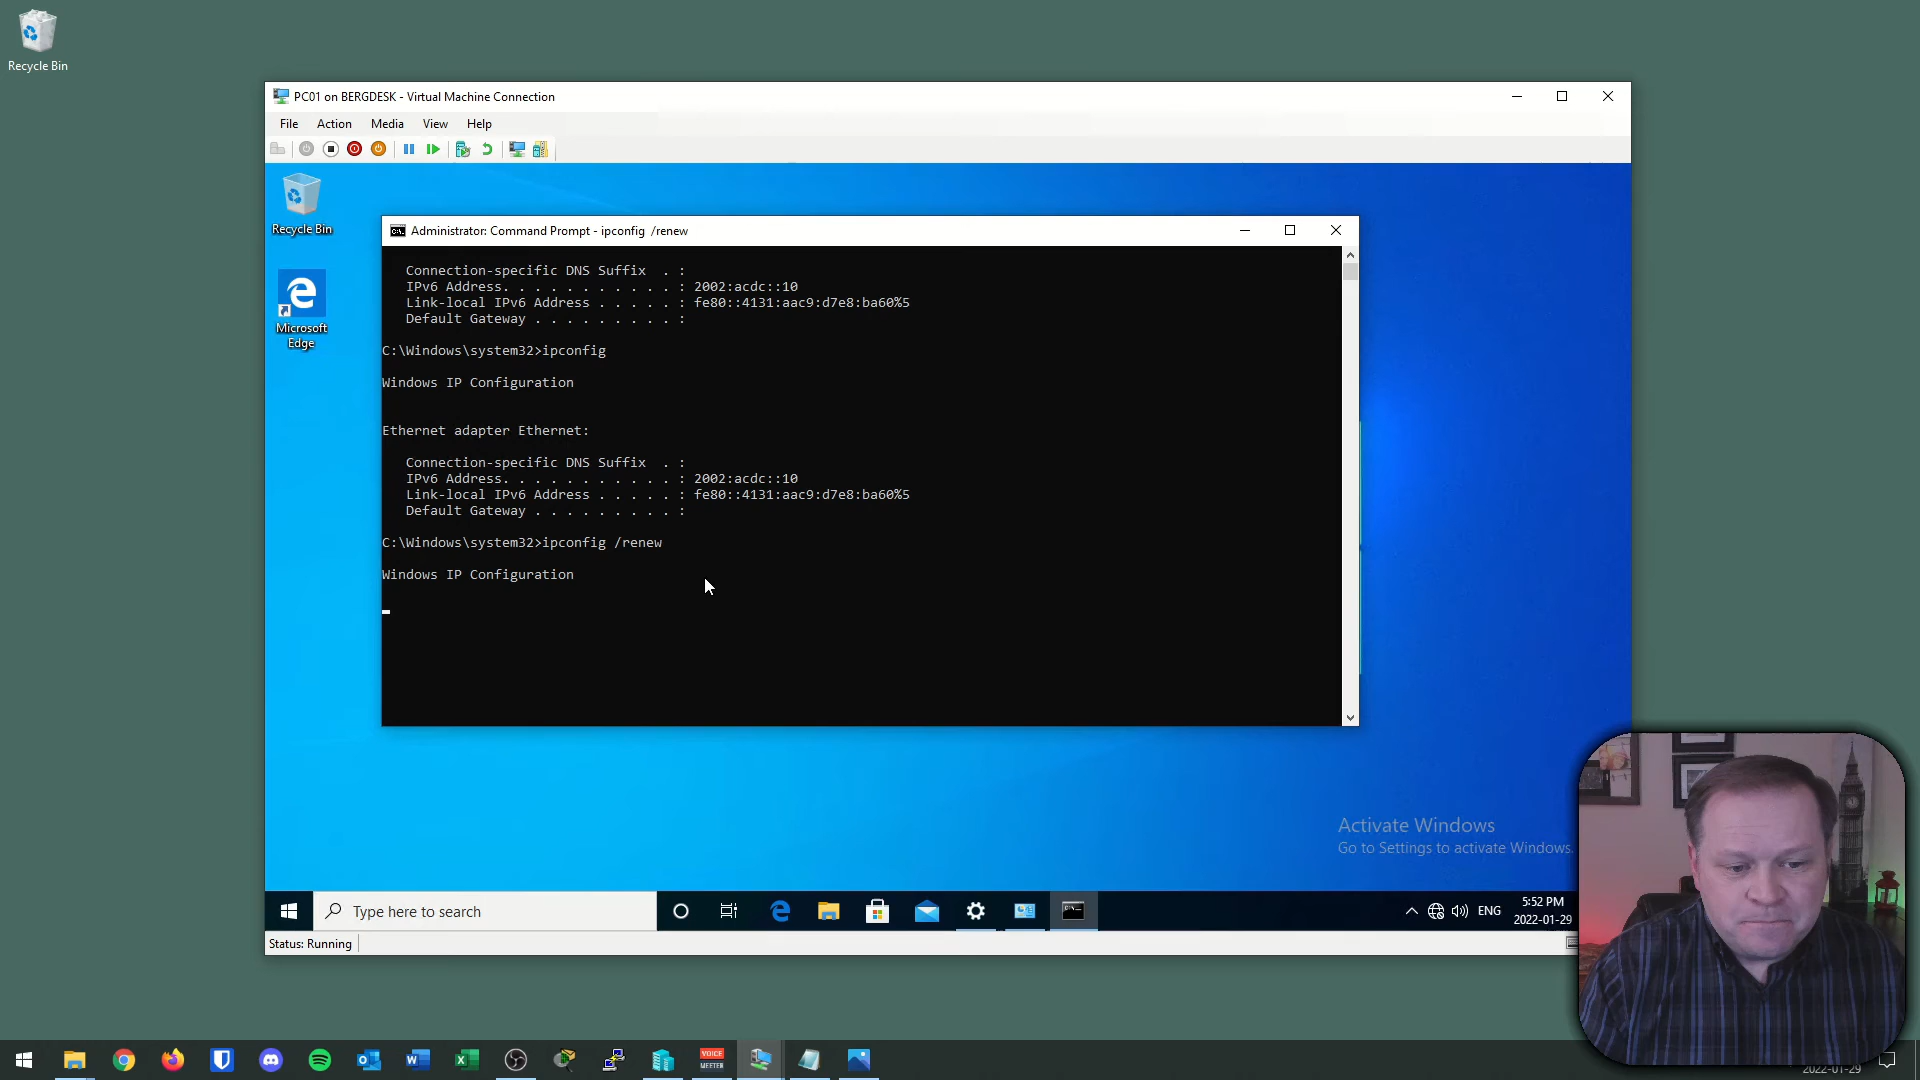 Recycle Bin
PC01 on BERGDESK - Virtual Machine Connection
File Action Media View Help
Recycle Bin
Microsoft
Edge
Administrator: Command Prompt - ipconfig /renew
Connection-specific DNS Suffix . :
IPv6 Address. . . . . . . . . . . : 2002:acdc::10
Link-local IPv6 Address . . . . . : fe80::4131:aac9:d7e8:ba60%5
Default Gateway . . . . . . . . . :
C:\Windows\system32>ipconfig
Windows IP Configuration
Ethernet adapter Ethernet:
Connection-specific DNS Suffix . :
IPv6 Address. . . . . . . . . . . : 2002:acdc::10
Link-local IPv6 Address . . . . . : fe80::4131:aac9:d7e8:ba60%5
Default Gateway . . . . . . . . . :
C:\Windows\system32>ipconfig /renew
Windows IP Configuration
Activate Windows
Go to Settings to activate Windows.
Type here to search
ENG
5:52 PM
2022-01-29
Status: Running
VOICE
MEETER
2022-01-29